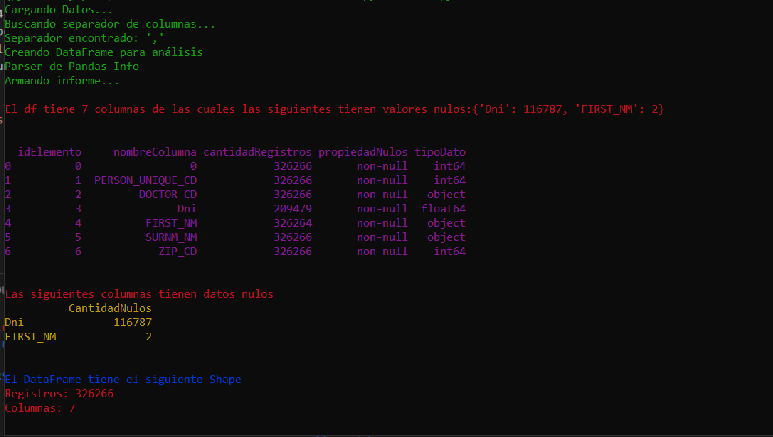 Cargando Datos...
Buscando separador de columnas...
Separador encontrado: ','
Creando DataFrame para análisis
Parser de Pandas Info
Armando informe...
El df tiene 7 columnas de las cuales las siguientes tienen valores nulos:{'Dni': 116787, 'FIRST_NM': 2}
idElemento nombreColumna cantidadRegistros propiedadNulos tipoDato
0 0 0 326266 non-null int64
1 1 PERSON_UNIQUE_CD 326266 non-null int64
2 2 DOCTOR_CD 326266 non-null object
3 3 Dni 209479 non-null float64
4 4 FIRST_NM 326264 non-null object
5 5 SURNM_NM 326266 non-null object
6 6 ZIP_CD 326266 non-null int64
Las siguientes columnas tienen datos nulos
CantidadNulos
Dni 116787
FIRST_NM 2
El DataFrame tiene el siguiente Shape
Registros: 326266
Columnas: 7